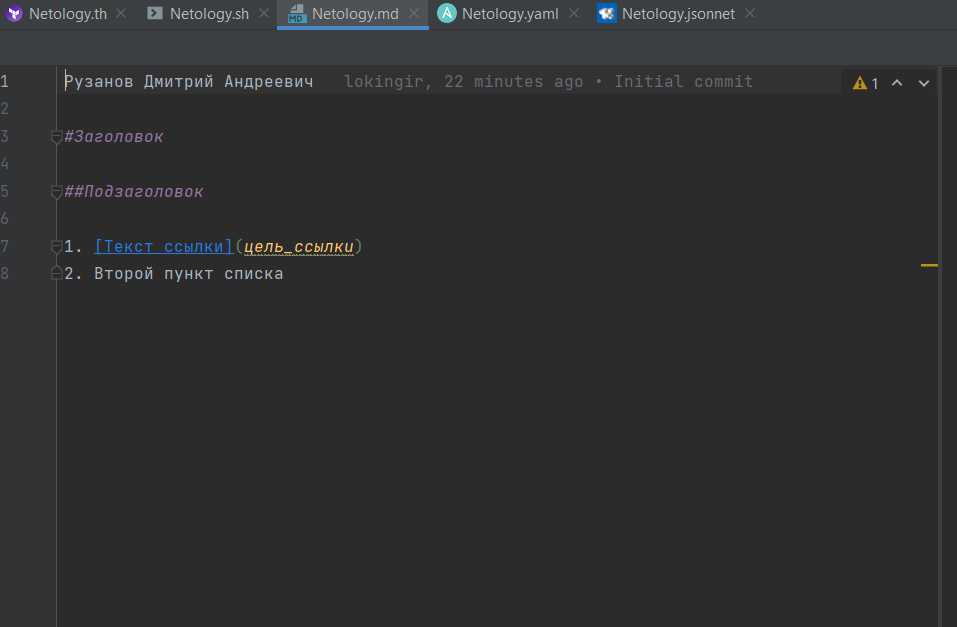 Netology.th Netology.sh Netology.md Netology.yaml Netology.jsonnet
1 Рузанов Дмитрий Андреевич lokingir, 22 minutes ago • Initial commit 1
2
3 #Заголовок
4
5 ##Подзаголовок
6
7 1. [Текст ссылки](цель_ссылки)
8 2. Второй пункт списка